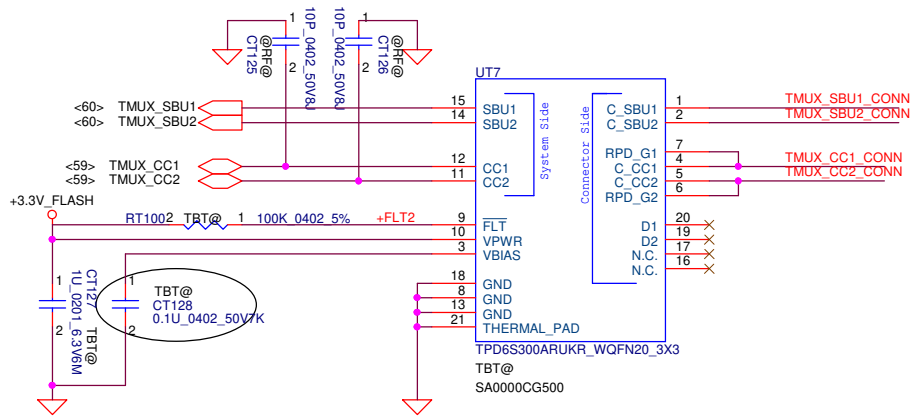 1
1
10P_0402_50V8J
@RF@
CT125
2
10P_0402_50V8J
@RF@
CT126
2
UT7
<60> TMUX_SBU1
15
SBU1
C_SBU1
1
TMUX_SBU1_CONN
<60> TMUX_SBU2
14
SBU2
C_SBU2
2
TMUX_SBU2_CONN
System Side
Connector Side
RPD_G1
7
<59> TMUX_CC1
12
CC1
C_CC1
4
TMUX_CC1_CONN
<59> TMUX_CC2
11
CC2
C_CC2
5
TMUX_CC2_CONN
RPD_G2
6
+3.3V_FLASH
RT100 2 TBT@ 1 100K_0402_5%
+FLT2
9
FLT
D1
20
10
VPWR
D2
19
3
VBIAS
N.C.
17
N.C.
16
18
GND
8
GND
13
GND
21
THERMAL_PAD
1
CT127
1U_0201_6.3V6M
TBT@
2
1
TBT@
CT128
0.1U_0402_50V7K
2
TPD6S300ARUKR_WQFN20_3X3
TBT@
SA0000CG500